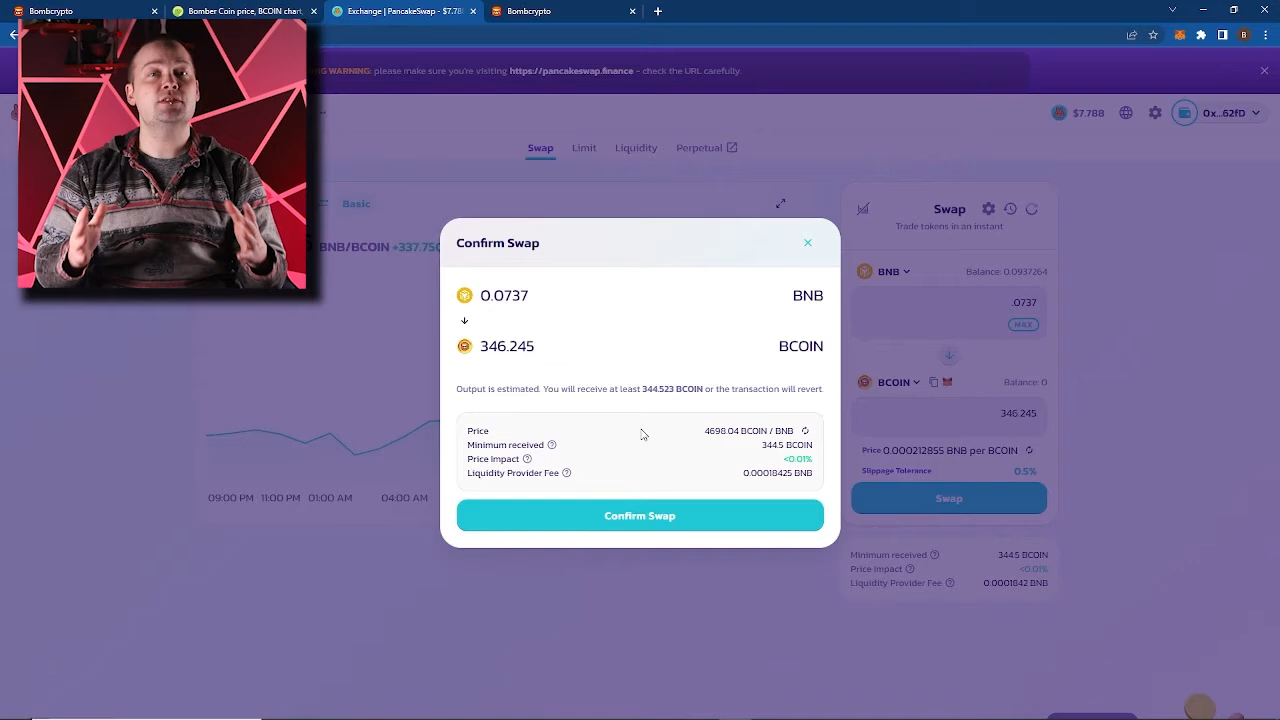 Bombcrypto
Bomber Coin price, BCOIN chart,
Exchange | PancakeSwap - $7.78
Bombcrypto
NG WARNING: please make sure you're visiting https://pancakeswap.finance - check the URL carefully.
$7.788
0x...62fD
Swap
Limit
Liquidity
Perpetual
Basic
BNB/BCOIN +337.750
09:00 PM 11:00 PM 01:00 AM 04:00 AM
Confirm Swap
0.0737 BNB
346.245 BCOIN
Output is estimated. You will receive at least 344.523 BCOIN or the transaction will revert.
Price 4698.04 BCOIN / BNB
Minimum received 344.5 BCOIN
Price Impact <0.01%
Liquidity Provider Fee 0.00018425 BNB
Confirm Swap
Swap
Trade tokens in an instant
BNB Balance: 0.0937264
.0737
MAX
BCOIN Balance: 0
346.245
Price 0.000212855 BNB per BCOIN
Slippage Tolerance 0.5%
Swap
Minimum received 344.5 BCOIN
Price Impact <0.01%
Liquidity Provider Fee 0.0001842 BNB